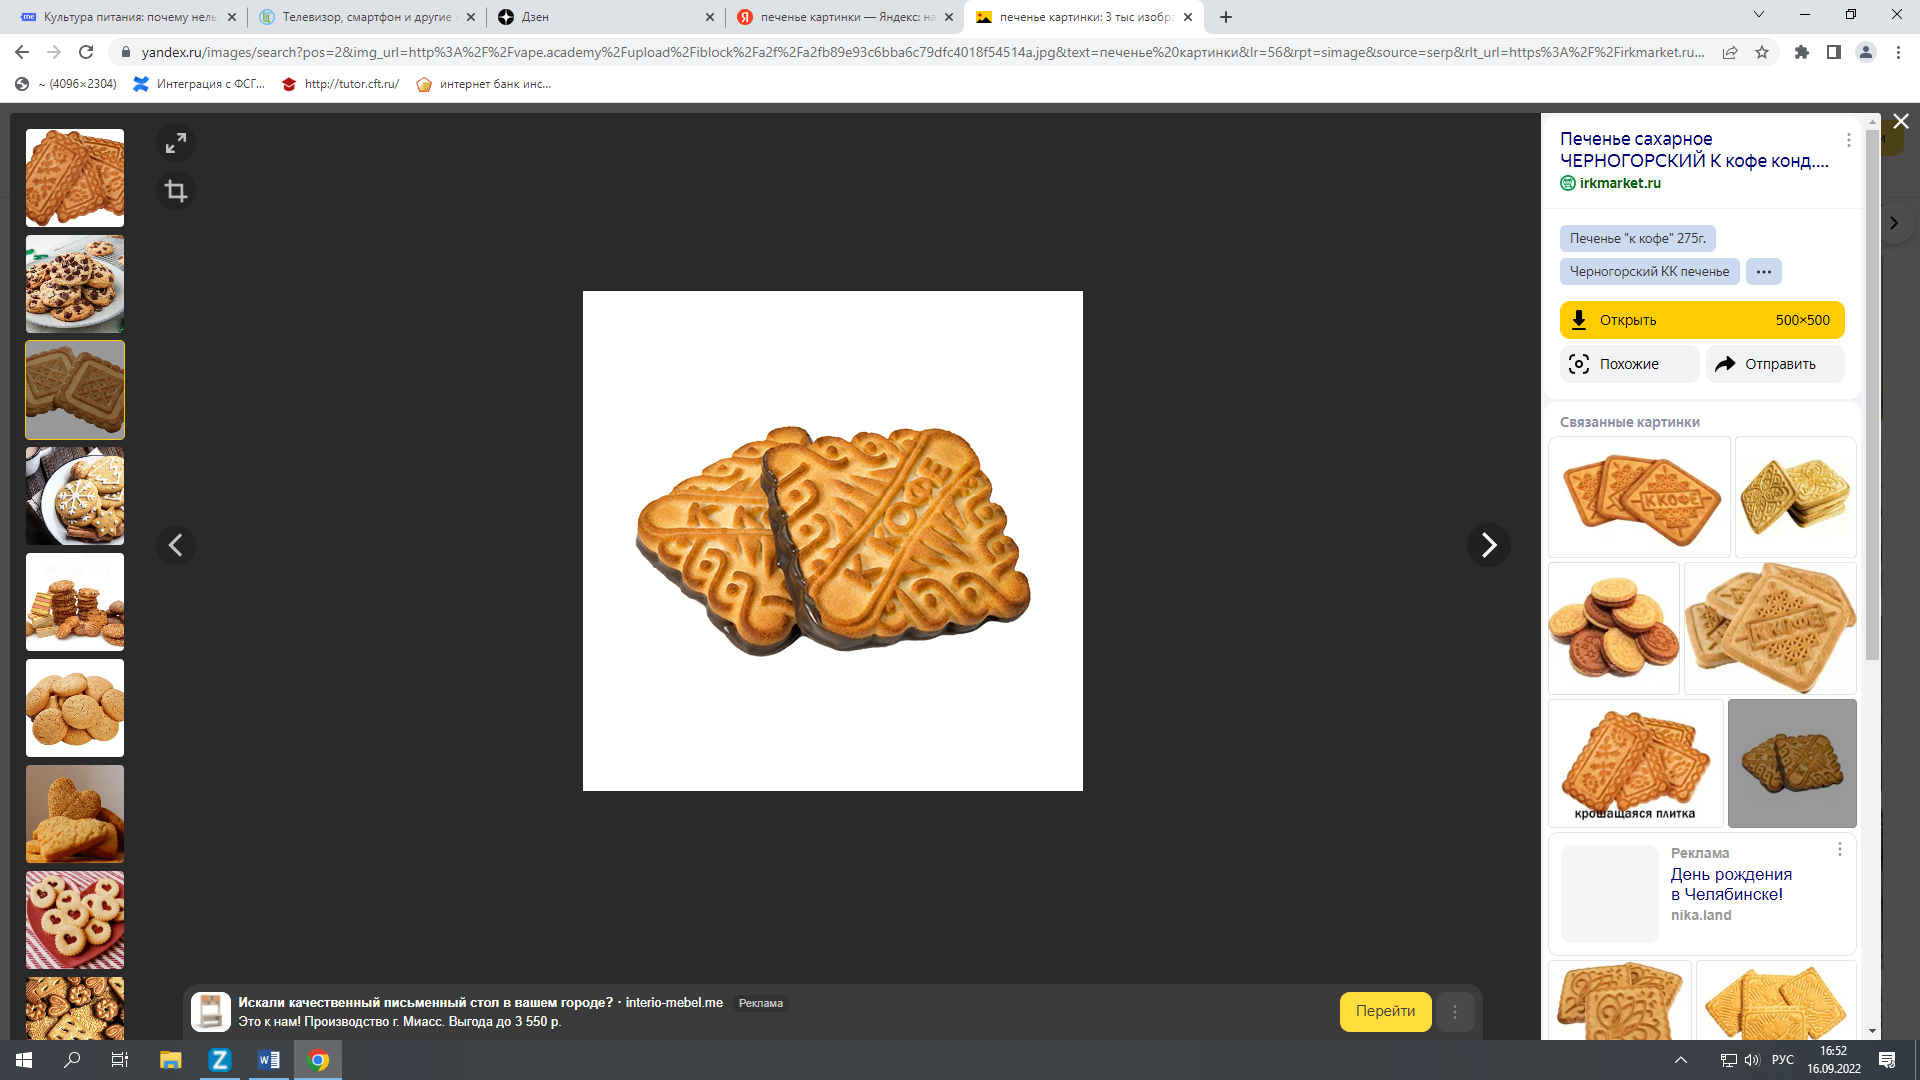 Культура питания: почему нель
Телевизор, смартфон и другие
Дзен
печенье картинки — Яндекс: на
печенье картинки: 3 тыс изобра
yandex.ru/images/search?pos=2&img_url=http%3A%2F%2Fvape.academy%2Fupload%2Fiblock%2Fa2f%2Fa2fb89e93c6bba6c79dfc4018f54514a.jpg&text=печенье%20картинки&lr=56&rpt=simage&source=serp&rlt_url=https%3A%2F%2Firkmarket.ru...
~ (4096×2304)
Интеграция с ФСГ...
http://tutor.cft.ru/
интернет банк инс...
Печенье сахарное
ЧЕРНОГОРСКИЙ К кофе конд....
irkmarket.ru
Печенье "к кофе" 275г.
Черногорский КК печенье
Открыть 500×500
Похожие
Отправить
Связанные картинки
К КОФЕ
К КОФЕ
К КОФЕ
крошащаяся плитка
Реклама
День рождения
в Челябинске!
nika.land
Искали качественный письменный стол в вашем городе? · interio-mebel.me Реклама
Это к нам! Производство г. Миасс. Выгода до 3 550 р.
Перейти
РУС
16:52
16.09.2022